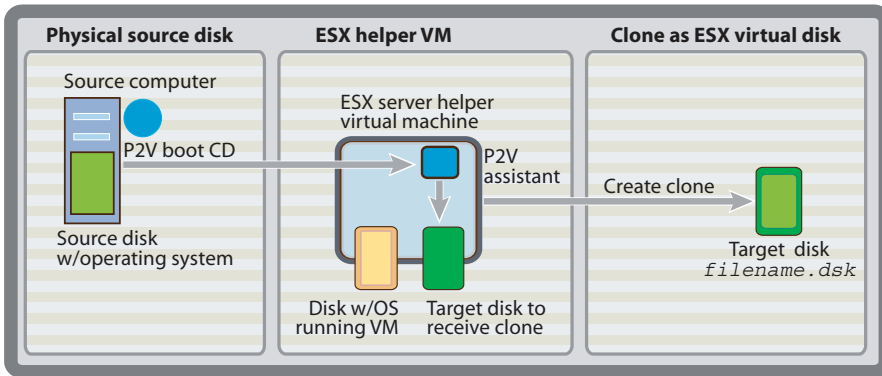 Physical source disk
Source computer
P2V boot CD
Source disk
w/operating system
ESX helper VM
ESX server helper
virtual machine
P2V
assistant
Disk w/OS
running VM
Target disk to
receive clone
Clone as ESX virtual disk
Create clone
Target disk
filename.dsk